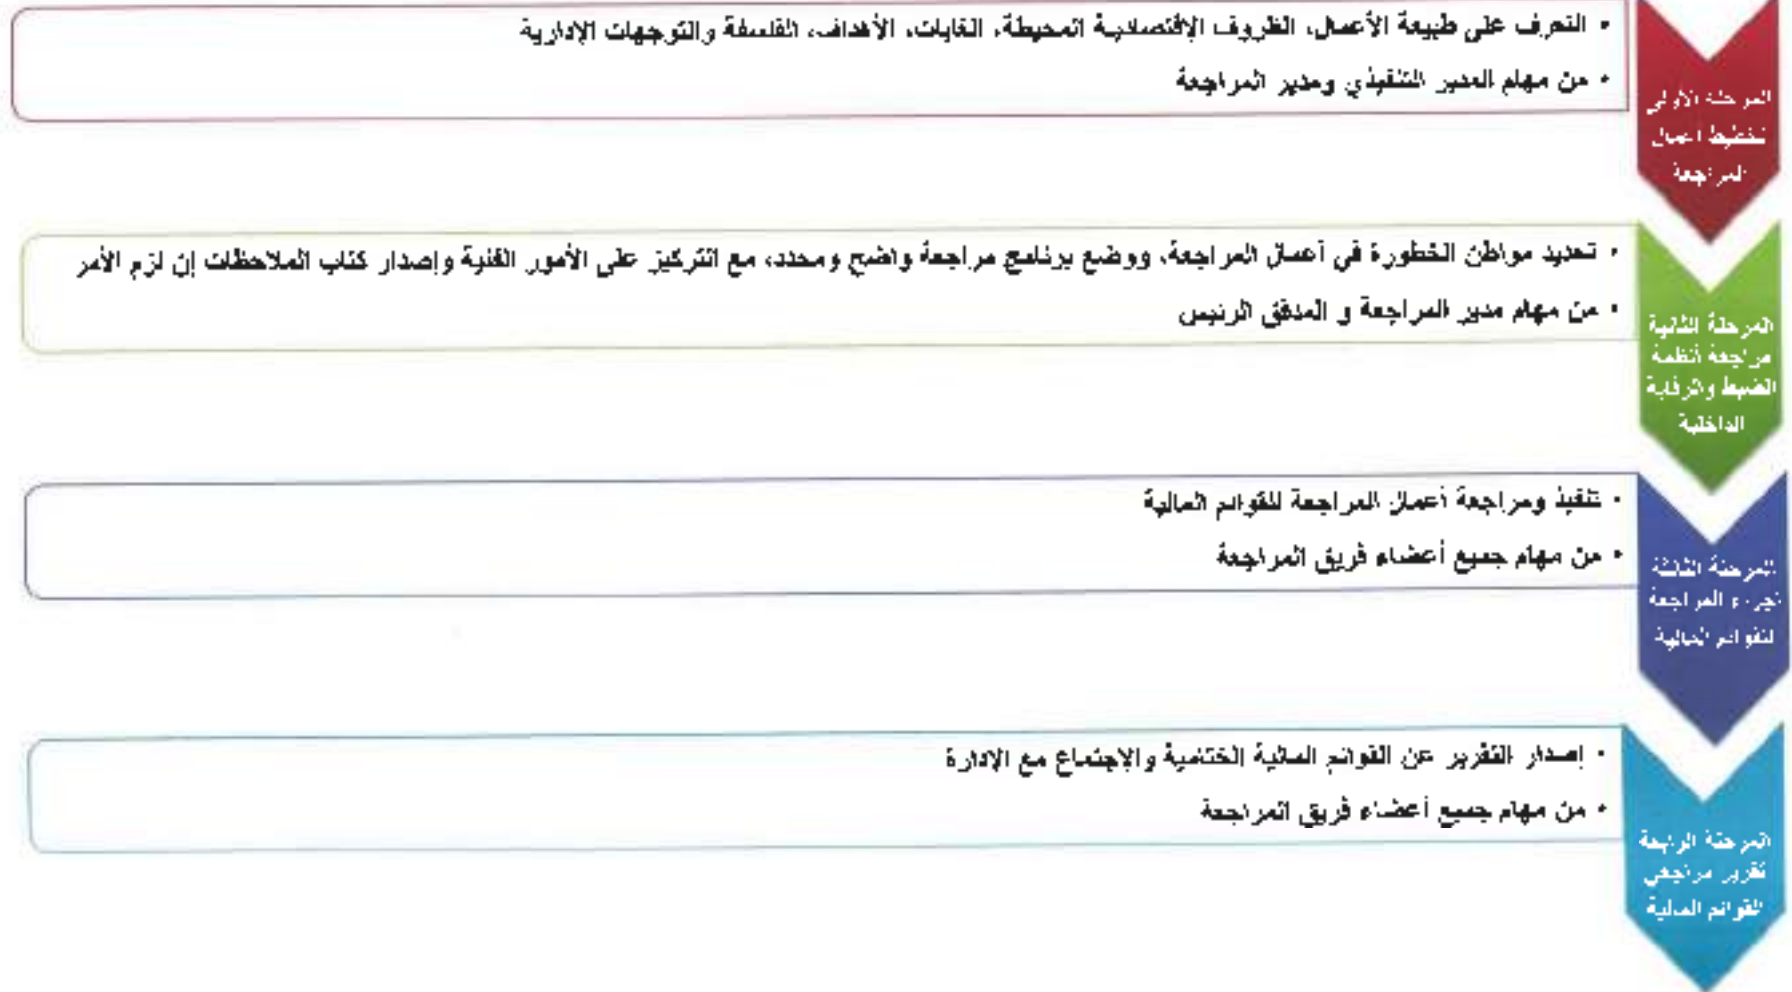 المرحلة الأولى
تخطيط أعمال
المراجعة
• التعرف على طبيعة الأعمال، الظروف الإقتصادية المحيطة، الغايات، الأهداف، الفلسفة والتوجهات الإدارية
• من مهام المدير التنفيذي ومدير المراجعة
المرحلة الثانية
مراجعة أنظمة
الضبط والرقابة
الداخلية
• تحديد مواطن الخطورة في أعمال المراجعة، ووضع برنامج مراجعة واضح ومحدد، مع التركيز على الأمور الفنية وإصدار كتاب الملاحظات إن لزم الأمر
• من مهام مدير المراجعة و المدقق الرئيس
المرحلة الثالثة
إجراء المراجعة
للقوائم المالية
• تنفيذ ومراجعة أعمال المراجعة للقوائم المالية
• من مهام جميع أعضاء فريق المراجعة
المرحلة الرابعة
تقرير مراجعي
القوائم المالية
• إصدار التقرير عن القوائم المالية الختامية والإجتماع مع الإدارة
• من مهام جميع أعضاء فريق المراجعة